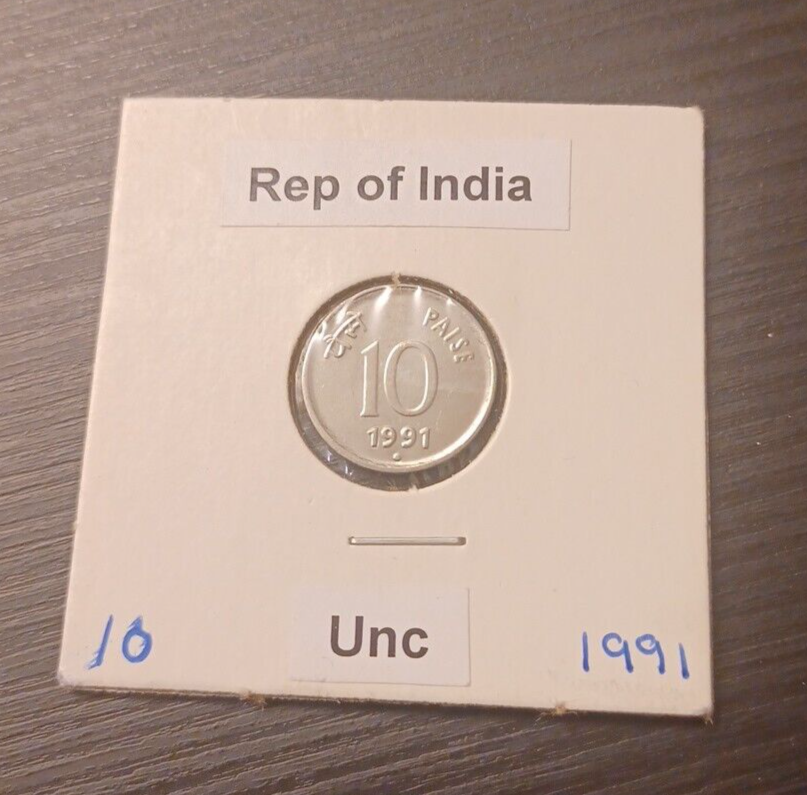 Rep of India
पैसे PAISE
10
1991
Unc
10 1991